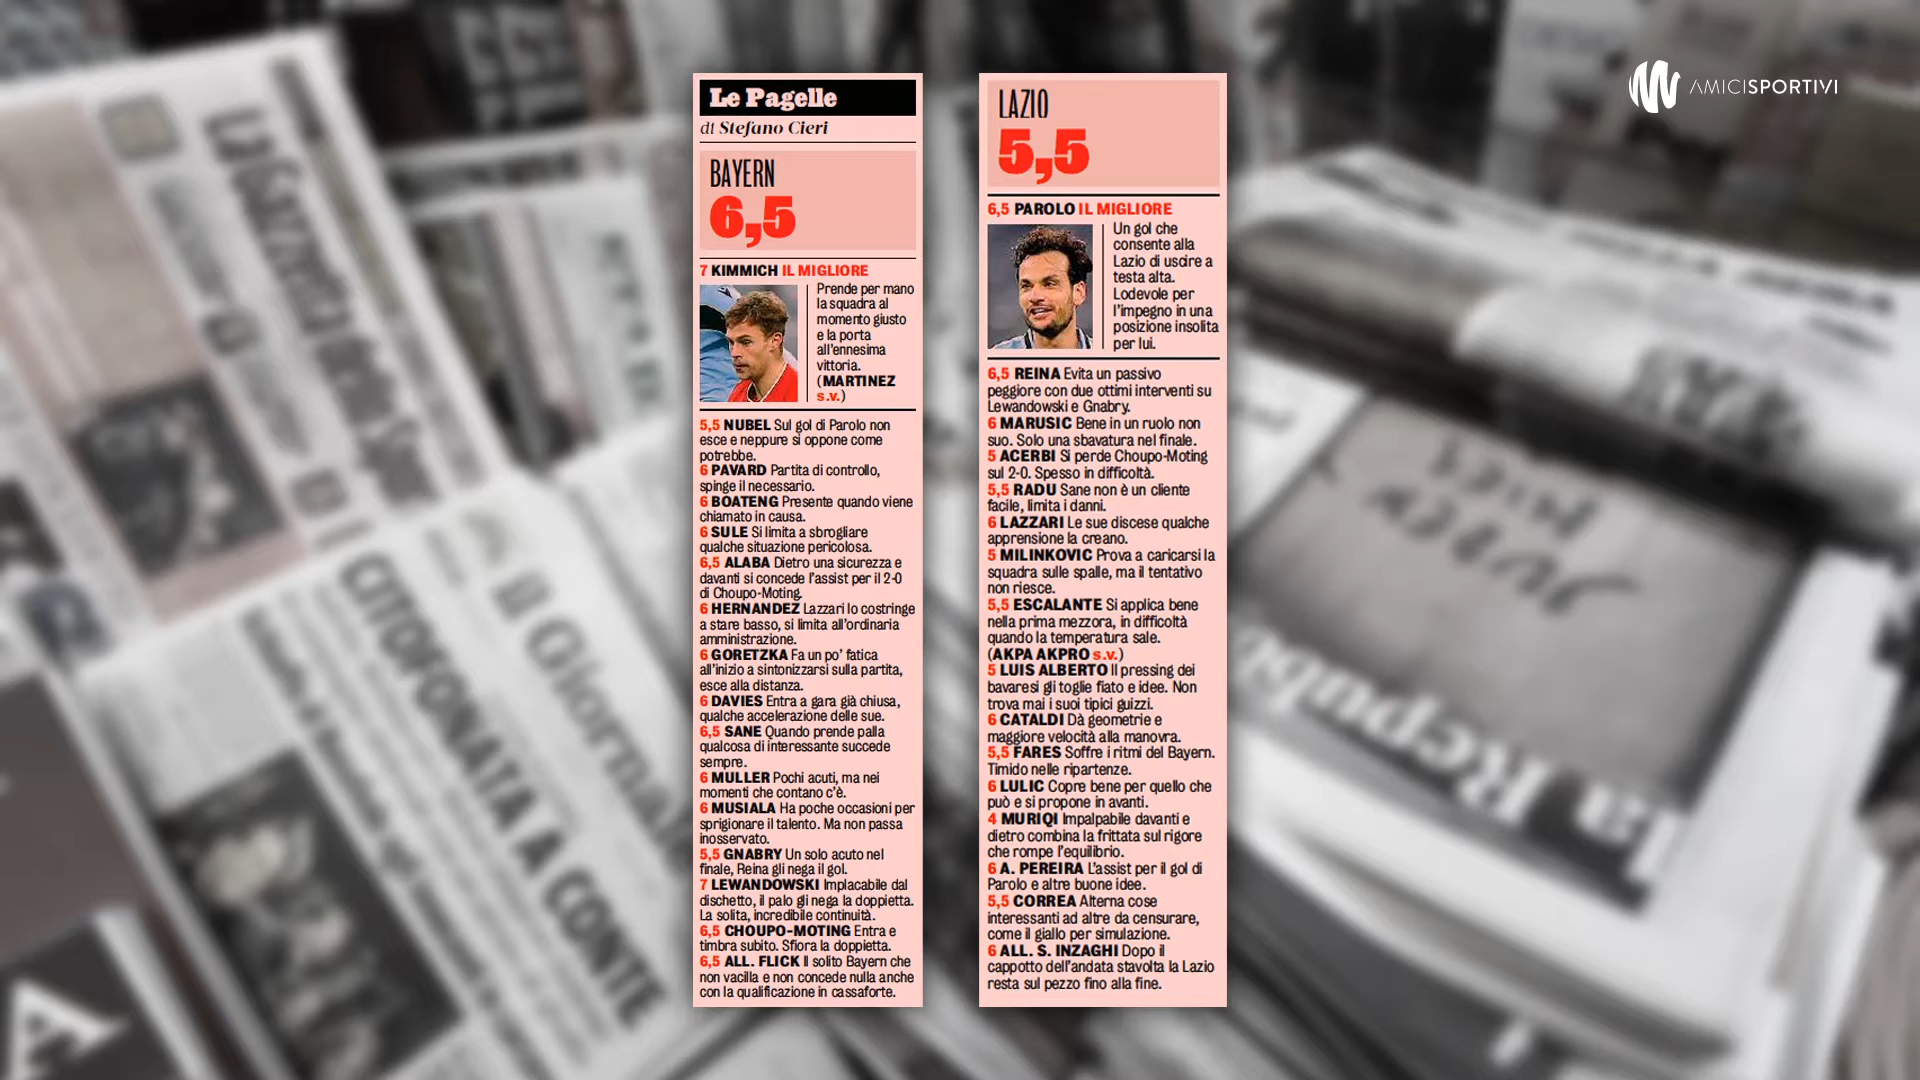 AMICISPORTIVI
Le Pagelle
di Stefano Cieri
BAYERN
6,5
7 KIMMICH IL MIGLIORE
Prende per mano
la squadra al
momento giusto
e la porta
all'ennesima
vittoria.
(MARTINEZ
s.v.)
5,5 NUBEL Sul gol di Parolo non
esce e neppure si oppone come
potrebbe.
6 PAVARD Partita di controllo,
spinge il necessario.
6 BOATENG Presente quando viene
chiamato in causa.
6 SULE Si limita a sbrogliare
qualche situazione pericolosa.
6,5 ALABA Dietro una sicurezza e
davanti si concede l'assist per il 2-0
di Choupo-Moting.
6 HERNANDEZ Lazzari lo costringe
a stare basso, si limita all'ordinaria
amministrazione.
6 GORETZKA Fa un po' fatica
all'inizio a sintonizzarsi sulla partita,
esce alla distanza.
6 DAVIES Entra a gara già chiusa,
qualche accelerazione delle sue.
6,5 SANE Quando prende palla
qualcosa di interessante succede
sempre.
6 MULLER Pochi acuti, ma nei
momenti che contano c'è.
6 MUSIALA Ha poche occasioni per
sprigionare il talento. Ma non passa
inosservato.
5,5 GNABRY Un solo acuto nel
finale, Reina gli nega il gol.
7 LEWANDOWSKI Implacabile dal
dischetto, il palo gli nega la doppietta.
La solita, incredibile continuità.
6,5 CHOUPO-MOTING Entra e
timbra subito. Sfiora la doppietta.
6,5 ALL. FLICK Il solito Bayern che
non vacilla e non concede nulla anche
con la qualificazione in cassaforte.
LAZIO
5,5
6,5 PAROLO IL MIGLIORE
Un gol che
consente alla
Lazio di uscire a
testa alta.
Lodevole per
l'impegno in una
posizione insolita
per lui.
6,5 REINA Evita un passivo
peggiore con due ottimi interventi su
Lewandowski e Gnabry.
6 MARUSIC Bene in un ruolo non
suo. Solo una sbavatura nel finale.
5 ACERBI Si perde Choupo-Moting
sul 2-0. Spesso in difficoltà.
5,5 RADU Sane non è un cliente
facile, limita i danni.
6 LAZZARI Le sue discese qualche
apprensione la creano.
5 MILINKOVIC Prova a caricarsi la
squadra sulle spalle, ma il tentativo
non riesce.
5,5 ESCALANTE Si applica bene
nella prima mezzora, in difficoltà
quando la temperatura sale.
(AKPA AKPRO s.v.)
5 LUIS ALBERTO Il pressing dei
bavaresi gli toglie fiato e idee. Non
trova mai i suoi tipici guizzi.
6 CATALDI Dà geometrie e
maggiore velocità alla manovra.
5,5 FARES Soffre i ritmi del Bayern.
Timido nelle ripartenze.
6 LULIC Copre bene per quello che
può e si propone in avanti.
4 MURIQI Impalpabile davanti e
dietro combina la frittata sul rigore
che rompe l'equilibrio.
6 A. PEREIRA L'assist per il gol di
Parolo e altre buone idee.
5,5 CORREA Alterna cose
interessanti ad altre da censurare,
come il giallo per simulazione.
6 ALL. S. INZAGHI Dopo il
cappotto dell'andata stavolta la Lazio
resta sul pezzo fino alla fine.
CITOFONATA A CONTE
il Giorna
la Repub